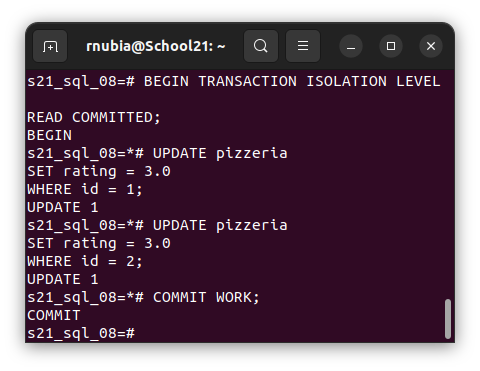 rnubia@School21: ~
s21_sql_08=# BEGIN TRANSACTION ISOLATION LEVEL
READ COMMITTED;
BEGIN
s21_sql_08=*# UPDATE pizzeria
SET rating = 3.0
WHERE id = 1;
UPDATE 1
s21_sql_08=*# UPDATE pizzeria
SET rating = 3.0
WHERE id = 2;
UPDATE 1
s21_sql_08=*# COMMIT WORK;
COMMIT
s21_sql_08=#